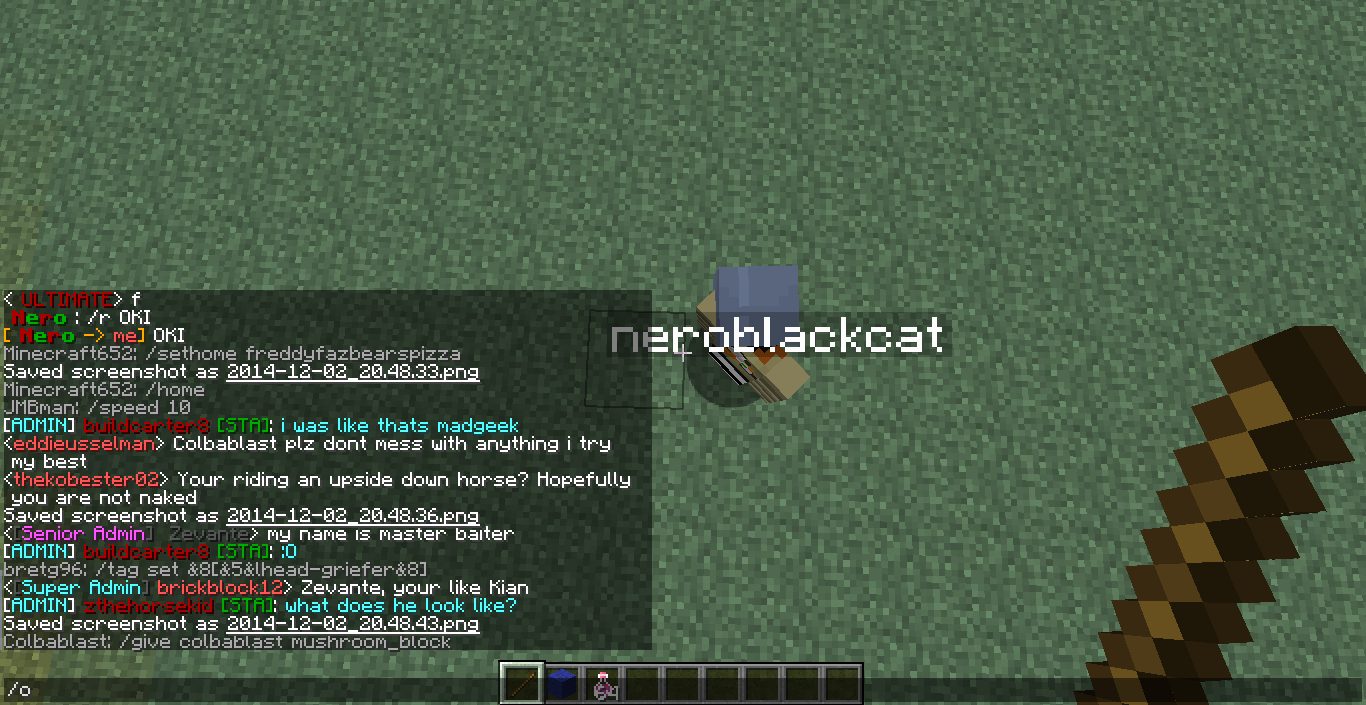 < ULTIMATE> f
Nero : /r OKI
[ Nero -> me] OKI
Minecraft652: /sethome freddyfazbearspizza
Saved screenshot as 2014-12-02_20.48.33.png
Minecraft652: /home
JMBman: /speed 10
[ADMIN] buildcarter8 [STA]: i was like thats madgeek
<eddieusselman> Colbablast plz dont mess with anything i try
my best
<thekobester02> Your riding an upside down horse? Hopefully
you are not naked
Saved screenshot as 2014-12-02_20.48.36.png
<[Senior Admin] Zevante> my name is master baiter
[ADMIN] buildcarter8 [STA]: :O
bretg96: /tag set &8[&5&lhead-griefer&8]
<[Super Admin] brickblock12> Zevante, your like Kian
[ADMIN] zthehorsekid [STA]: what does he look like?
Saved screenshot as 2014-12-02_20.48.43.png
Colbablast: /give colbablast mushroom_block
/o
neroblackcat